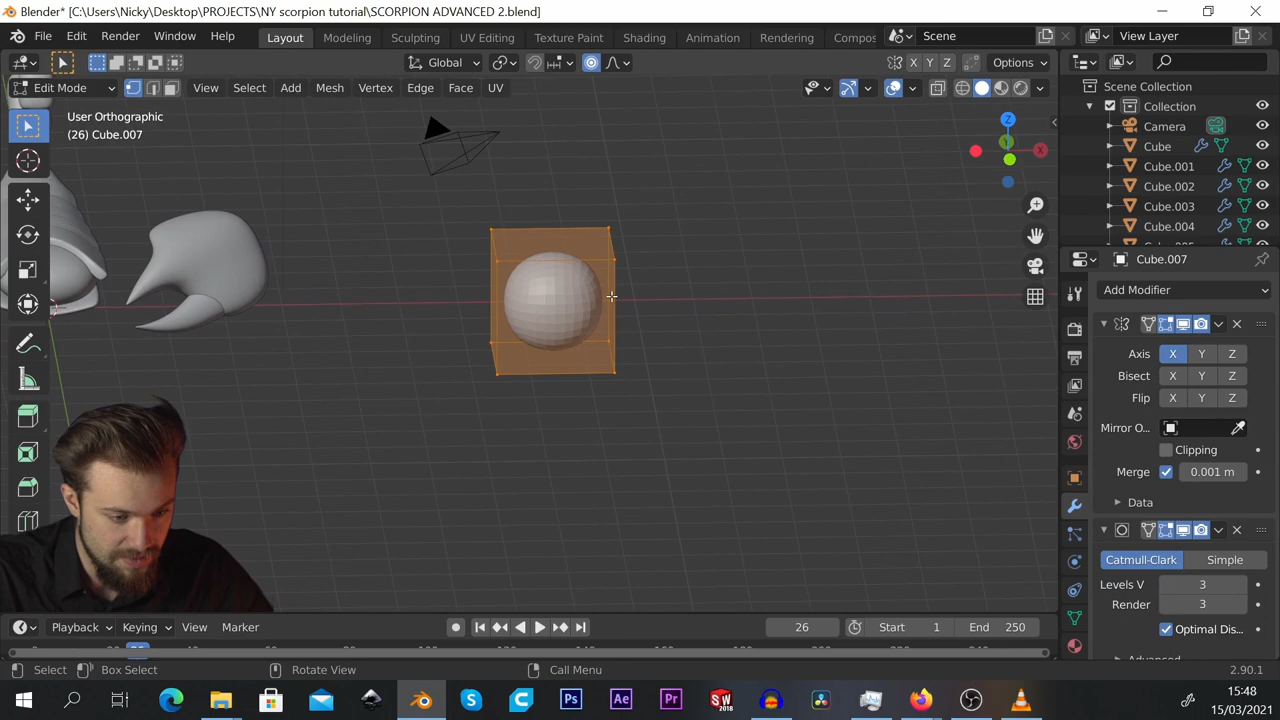 Blender* [C:\Users\Nicky\Desktop\PROJECTS\NY scorpion tutorial\SCORPION ADVANCED 2.blend]
File Edit Render Window Help Layout Modeling Sculpting UV Editing Texture Paint Shading Animation Rendering Compos Scene View Layer
Global X Y Z Options
Edit Mode View Select Add Mesh Vertex Edge Face UV
User Orthographic
(26) Cube.007
Z
X
Y
Scene Collection
Collection
Camera
Cube
Cube.001
Cube.002
Cube.003
Cube.004
Cube.007
Add Modifier
Axis X Y Z
Bisect X Y Z
Flip X Y Z
Mirror O...
Clipping
Merge 0.001 m
Data
Catmull-Clark Simple
Levels V 3
Render 3
Optimal Dis...
Playback Keying View Marker 26 Start 1 End 250
Select Box Select Rotate View Call Menu 2.90.1
Ps Ae Pr SW 2018
15:48
15/03/2021